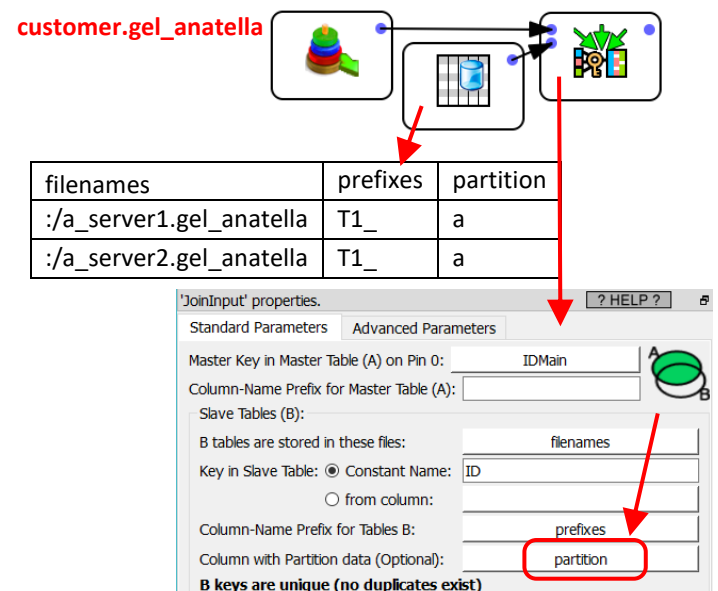 customer.gel_anatella
filenames prefixes partition
:/a_server1.gel_anatella T1_ a
:/a_server2.gel_anatella T1_ a
'JoinInput' properties. ? HELP ?
Standard Parameters Advanced Parameters
Master Key in Master Table (A) on Pin 0: IDMain
Column-Name Prefix for Master Table (A):
A
B
Slave Tables (B):
B tables are stored in these files: filenames
Key in Slave Table: Constant Name: ID
from column:
Column-Name Prefix for Tables B: prefixes
Column with Partition data (Optional): partition
B keys are unique (no duplicates exist)